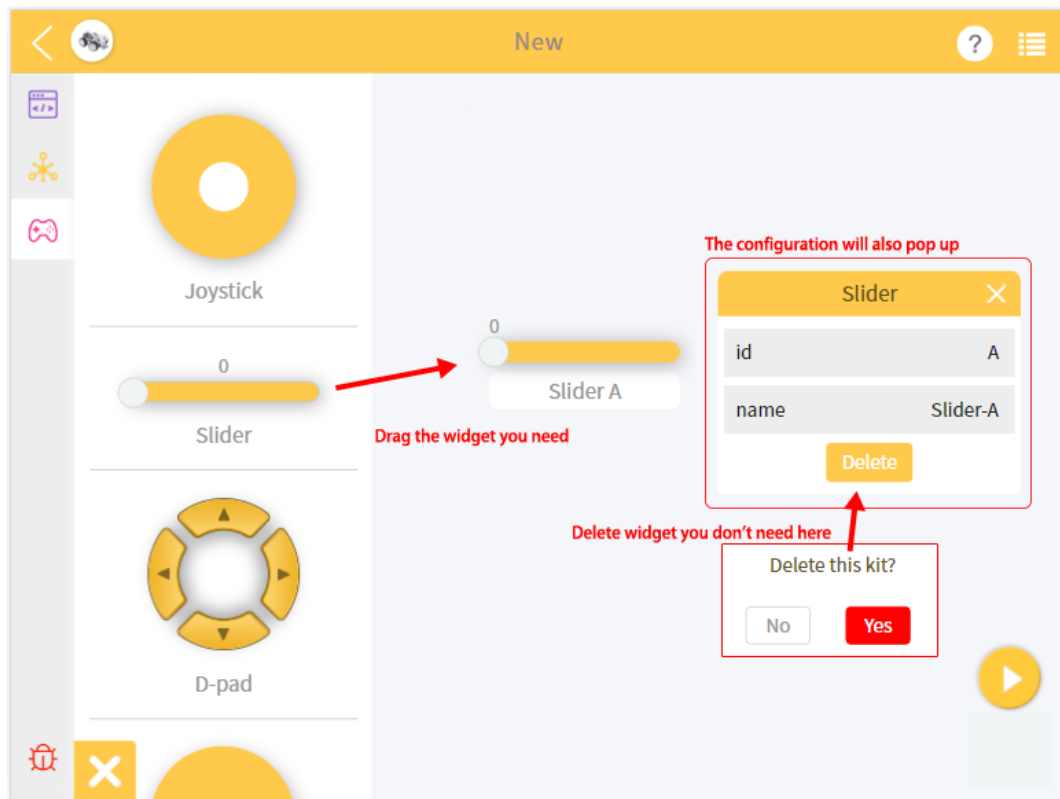 New
?
</>
Joystick
0
Slider
D-pad
0
Slider A
Drag the widget you need
The configuration will also pop up
Slider
id A
name Slider-A
Delete
Delete widget you don't need here
Delete this kit?
No Yes